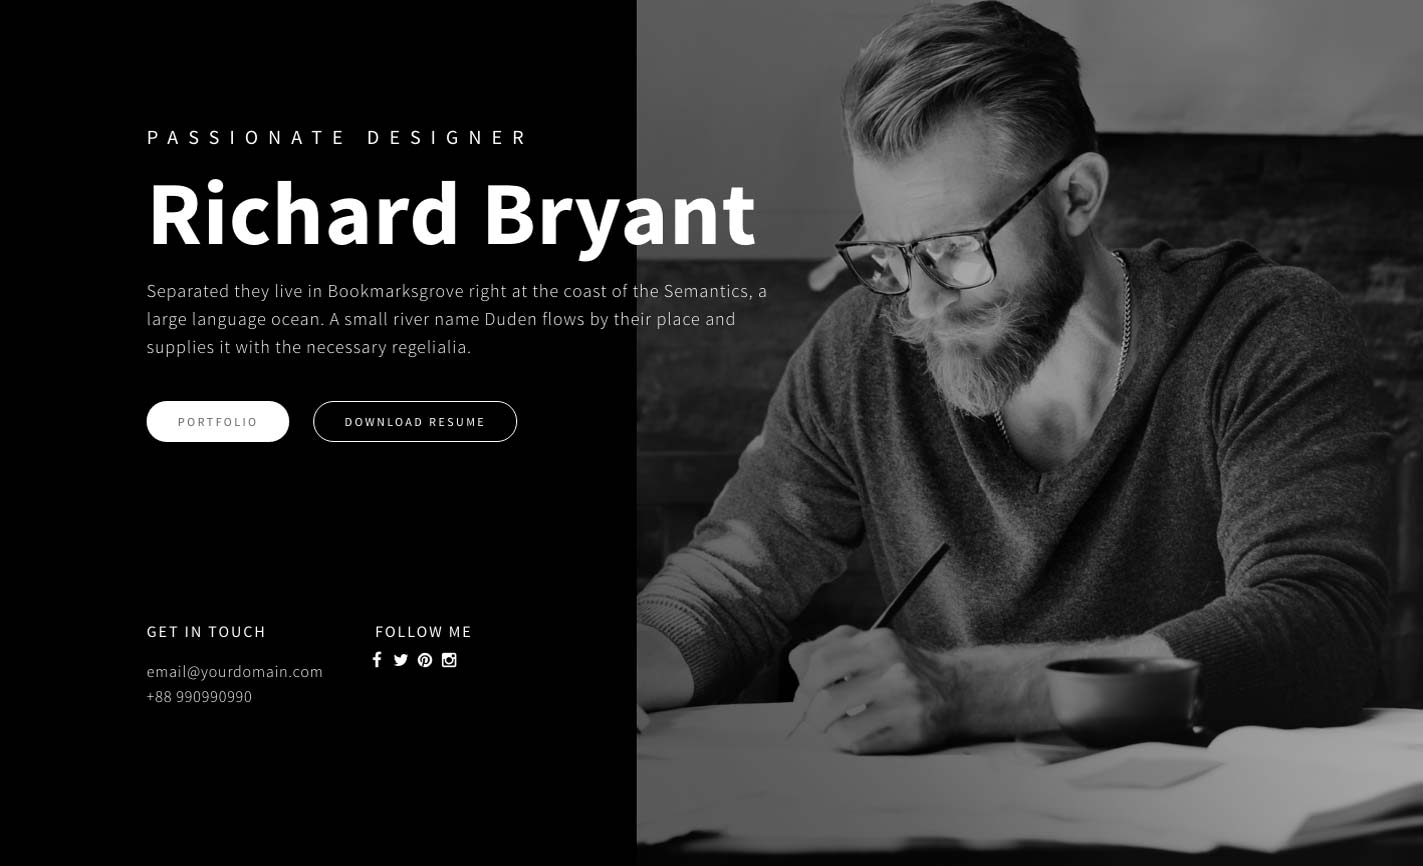 PASSIONATE DESIGNER
Richard Bryant
Separated they live in Bookmarksgrove right at the coast of the Semantics, a
large language ocean. A small river name Duden flows by their place and
supplies it with the necessary regelialia.
PORTFOLIO
DOWNLOAD RESUME
GET IN TOUCH
email@yourdomain.com
+88 990990990
FOLLOW ME